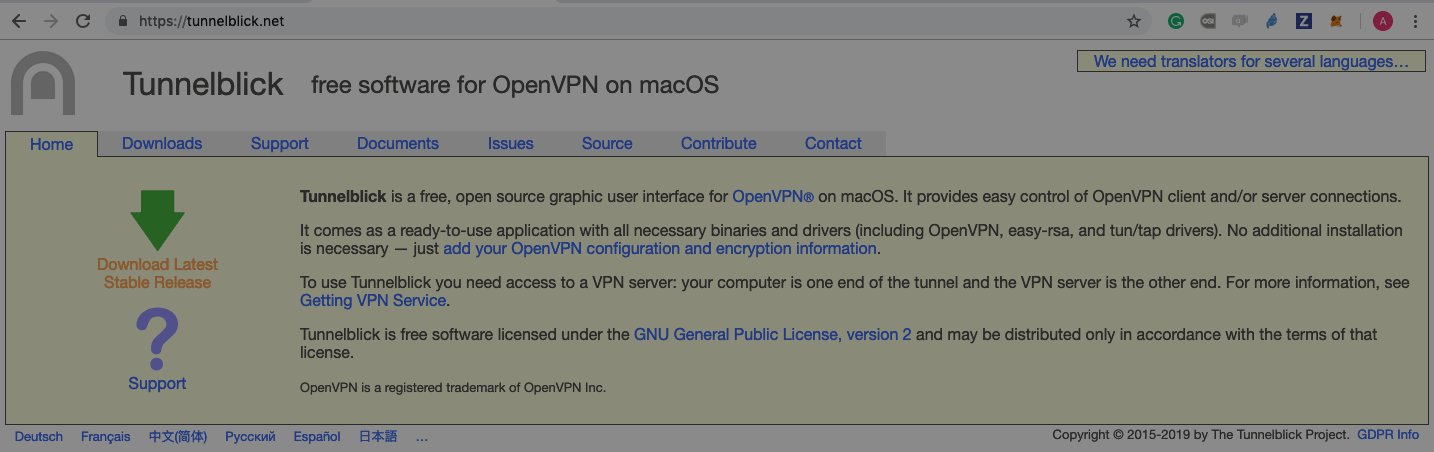 https://tunnelblick.net
A
We need translators for several languages…
Tunnelblick free software for OpenVPN on macOS
Home Downloads Support Documents Issues Source Contribute Contact
Tunnelblick is a free, open source graphic user interface for OpenVPN® on macOS. It provides easy control of OpenVPN client and/or server connections.
It comes as a ready-to-use application with all necessary binaries and drivers (including OpenVPN, easy-rsa, and tun/tap drivers). No additional installation
is necessary — just add your OpenVPN configuration and encryption information.
Download Latest
Stable Release
To use Tunnelblick you need access to a VPN server: your computer is one end of the tunnel and the VPN server is the other end. For more information, see
Getting VPN Service.
Tunnelblick is free software licensed under the GNU General Public License, version 2 and may be distributed only in accordance with the terms of that
license.
?
Support
OpenVPN is a registered trademark of OpenVPN Inc.
Deutsch Français 中文(简体) Русский Español 日本語 …
Copyright © 2015-2019 by The Tunnelblick Project. GDPR Info